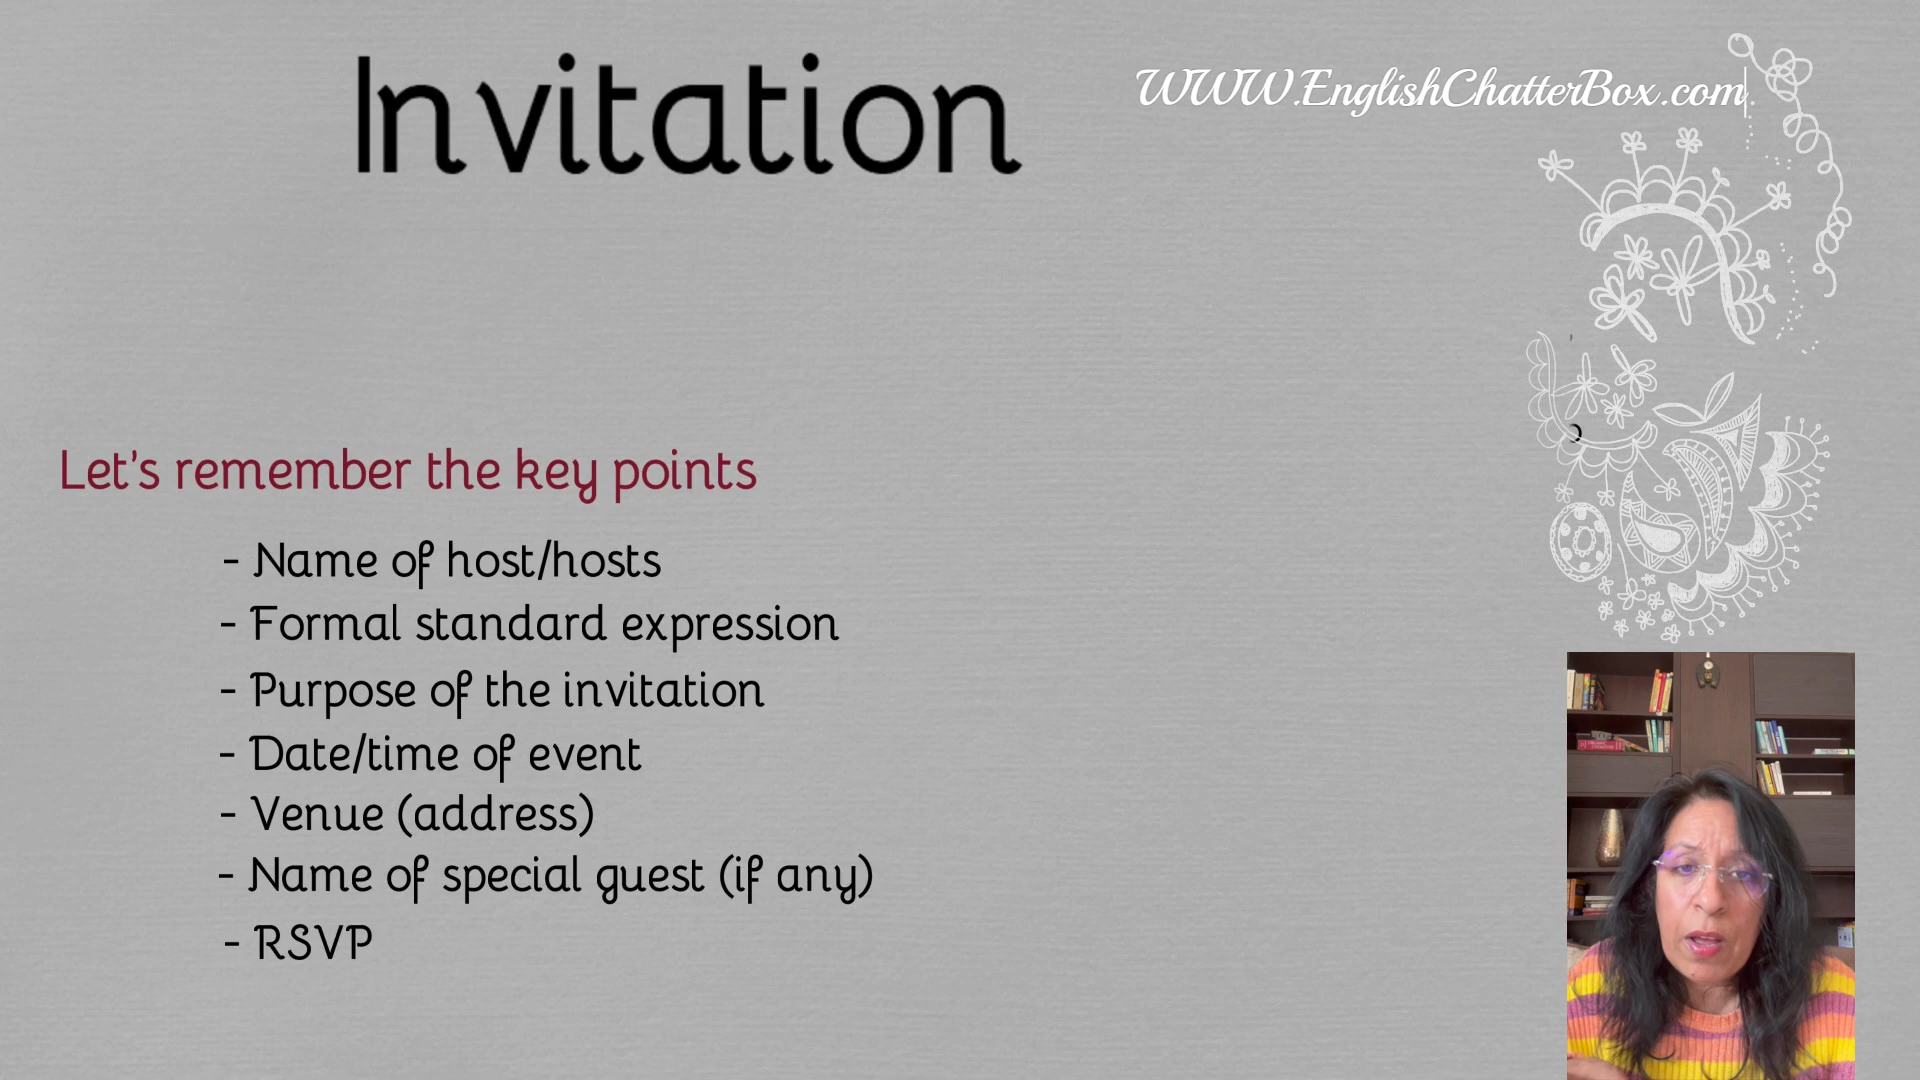 Invitation
WWW.EnglishChatterBox.com
Let's remember the key points
- Name of host/hosts
- Formal standard expression
- Purpose of the invitation
- Date/time of event
- Venue (address)
- Name of special guest (if any)
- RSVP